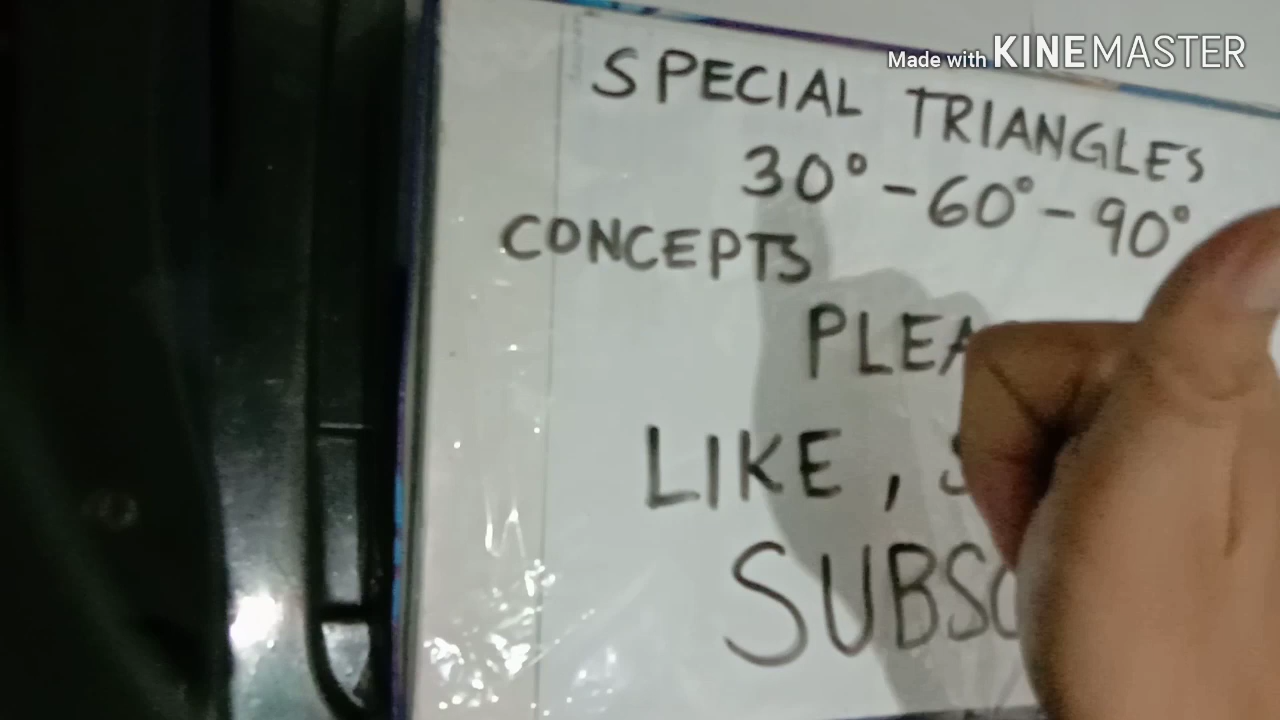 Made with KINEMASTER
SPECIAL TRIANGLES
30° - 60° - 90°
CONCEPTS
LIKE,